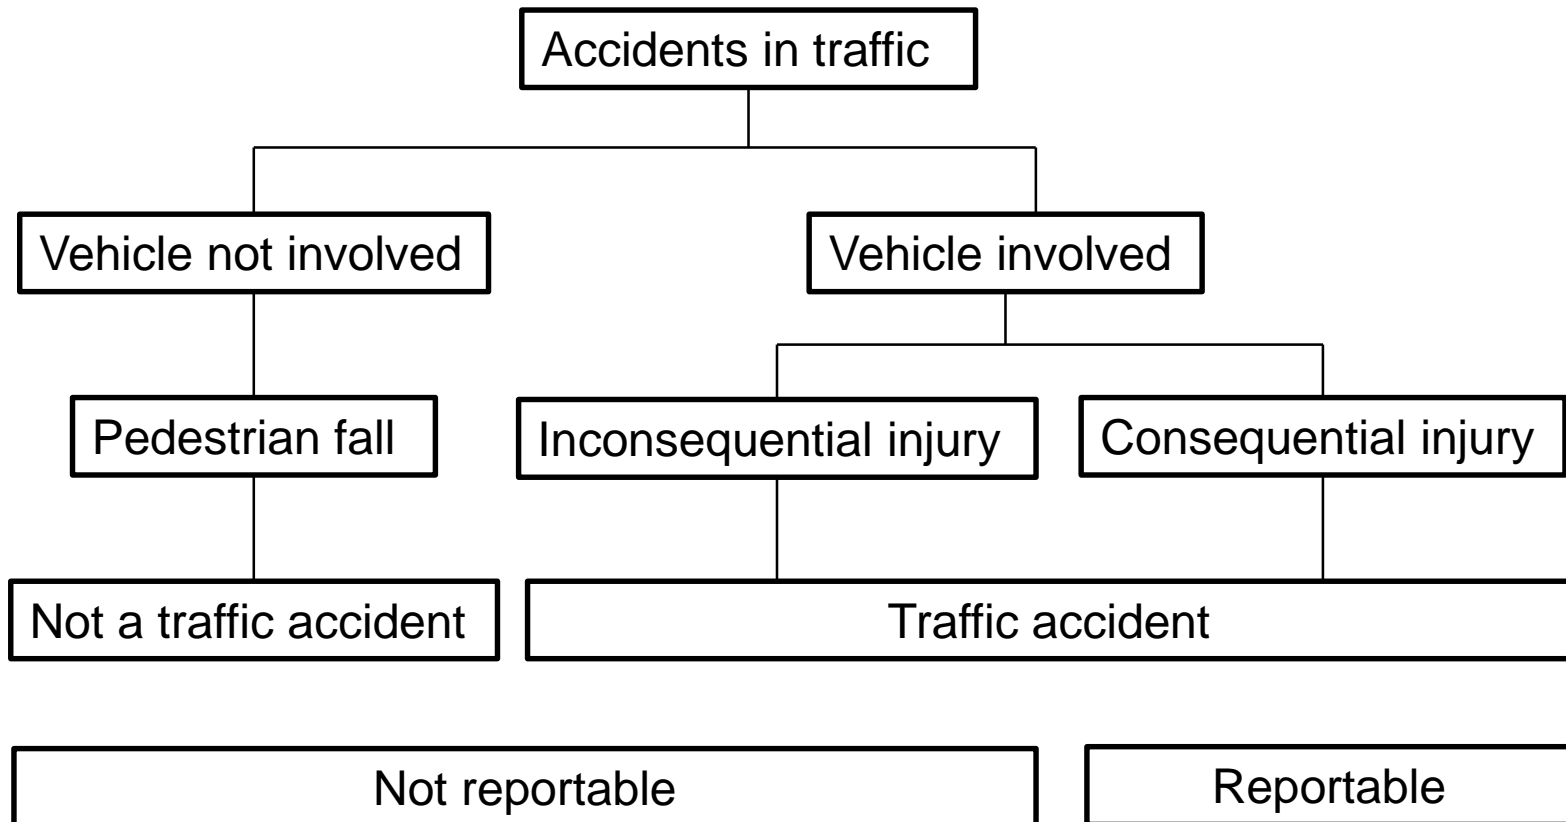 Accidents in traffic
Vehicle not involved
Vehicle involved
Pedestrian fall
Inconsequential injury
Consequential injury
Not a traffic accident
Traffic accident
Not reportable
Reportable